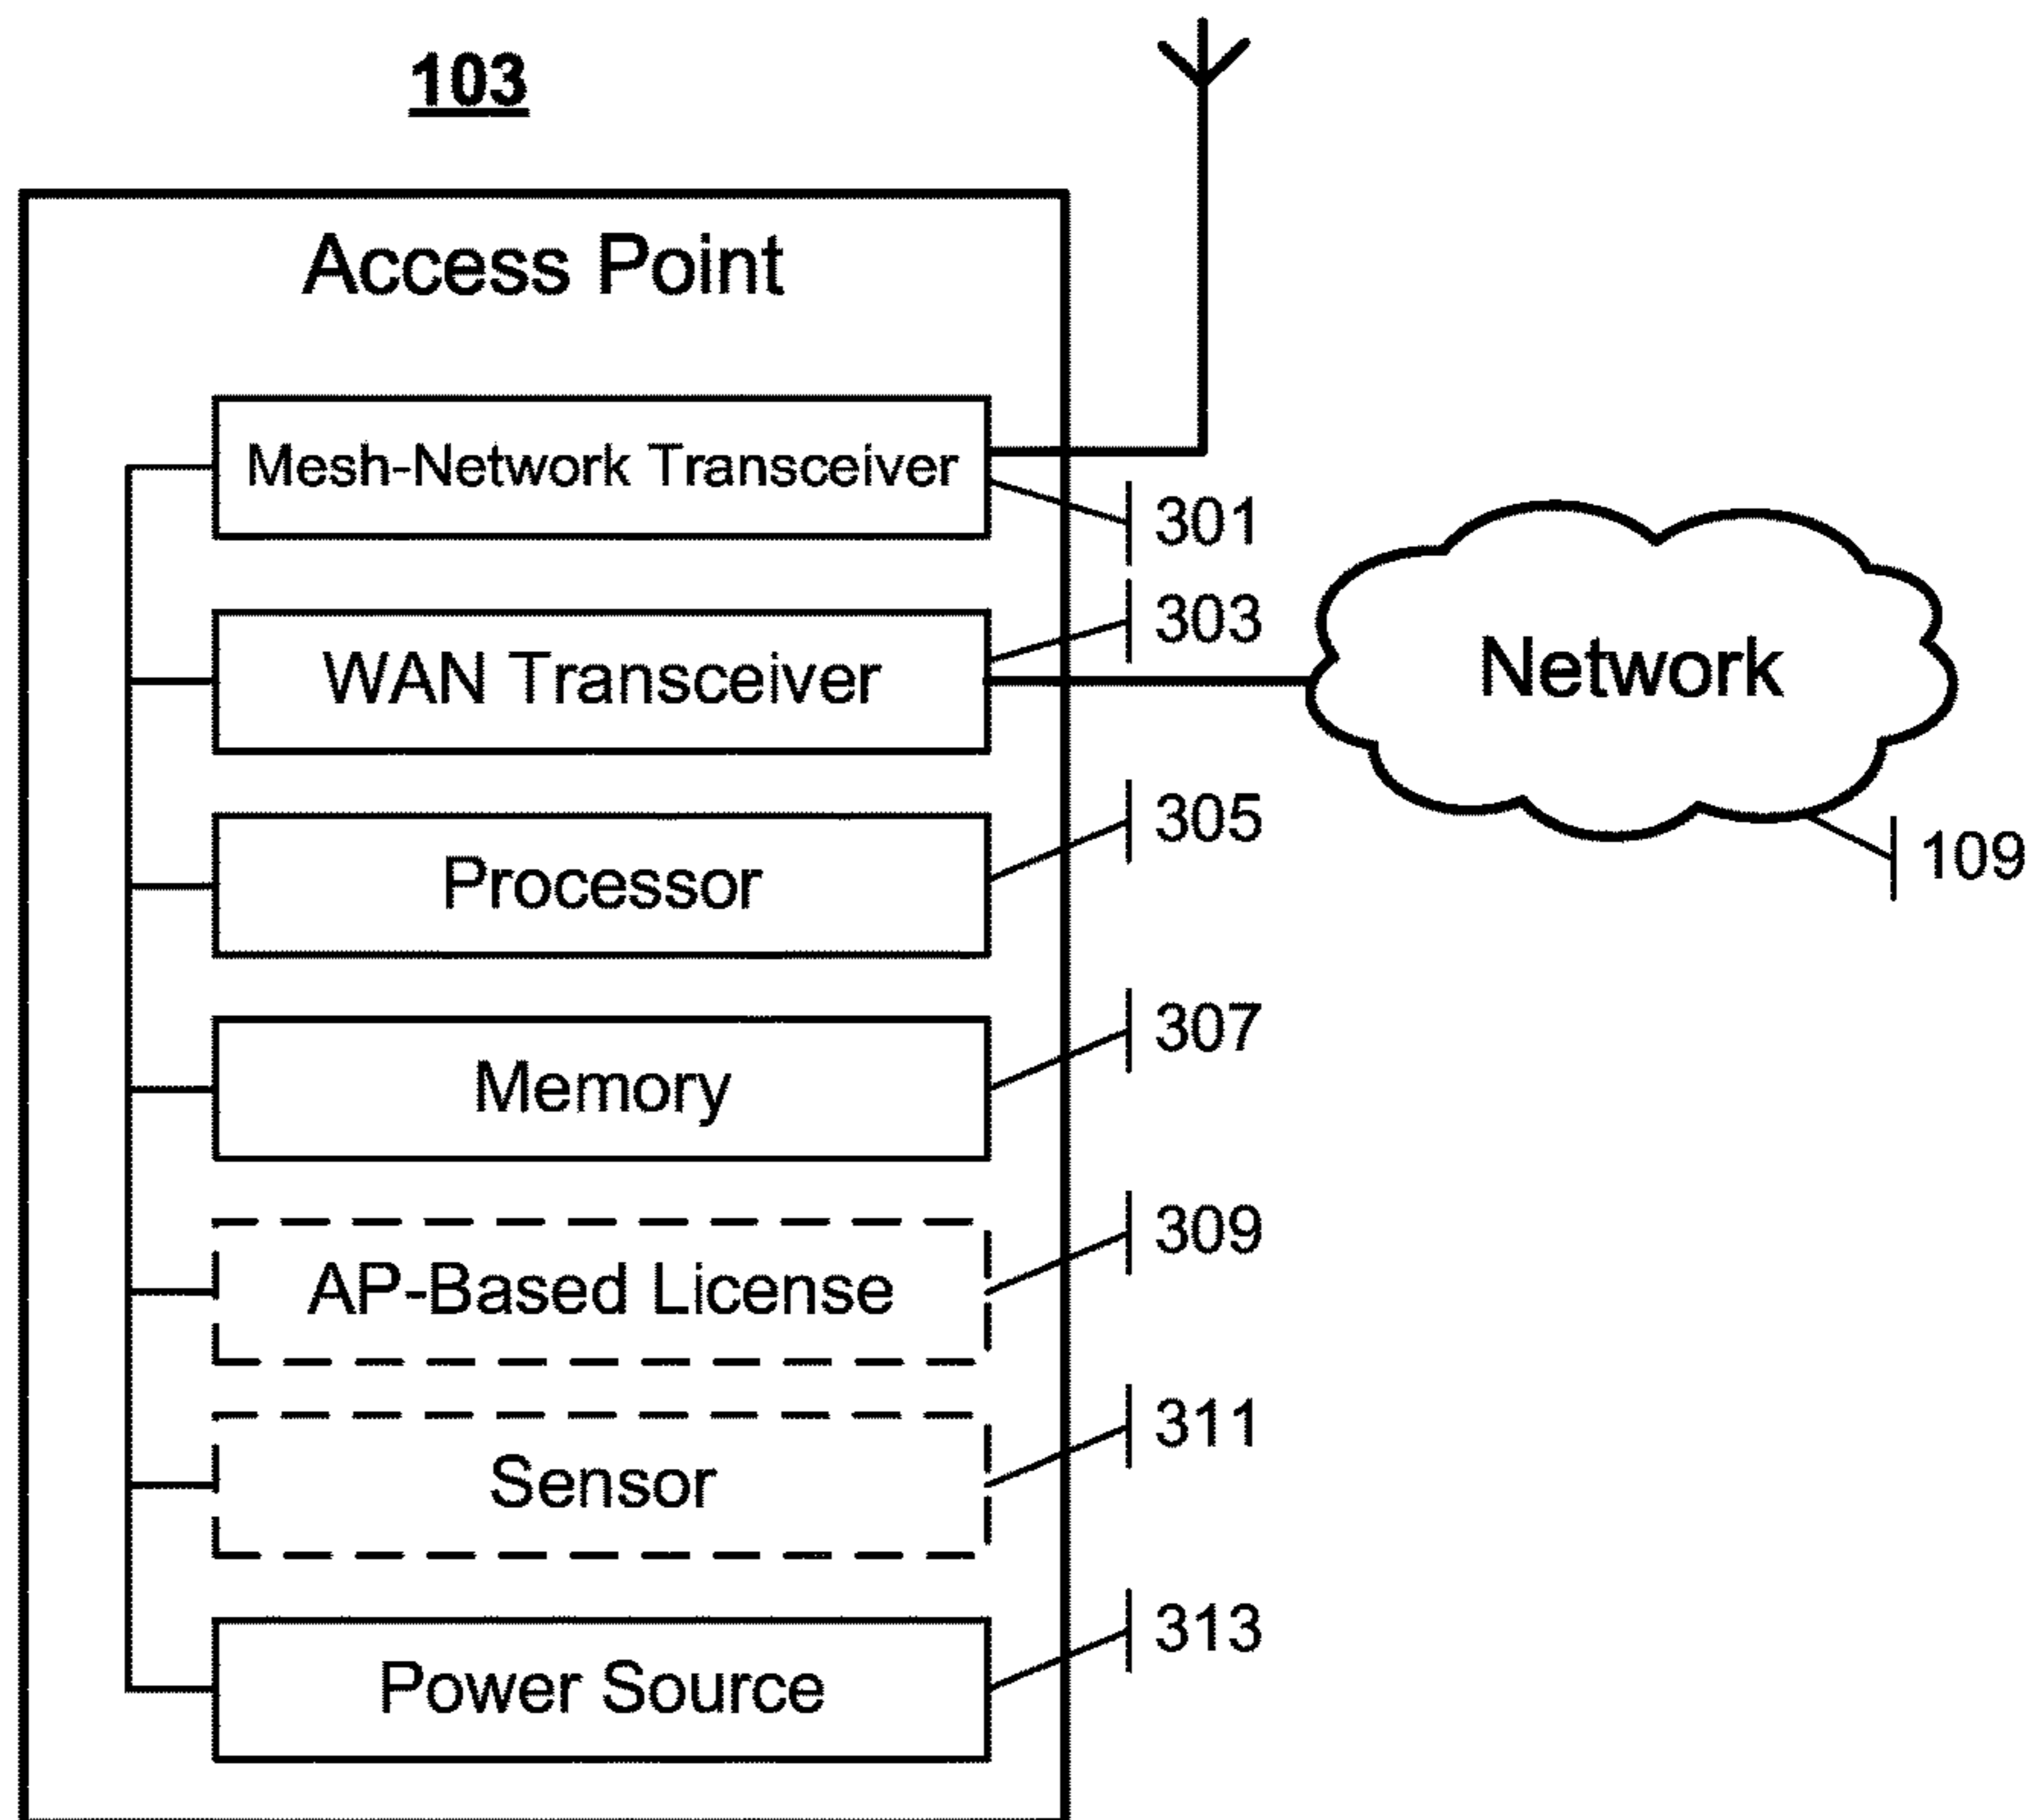 103
Access Point
Mesh-Network Transceiver
301
303
WAN Transceiver
Network
305
Processor
109
307
Memory
309
AP-Based License
311
Sensor
313
Power Source